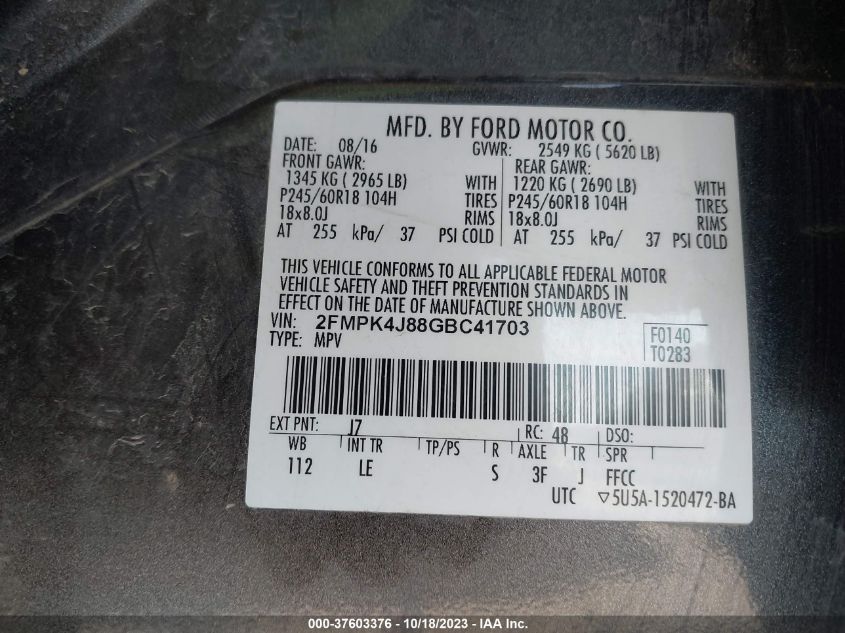 MFD. BY FORD MOTOR CO.
DATE: 08/16 GVWR: 2549 KG ( 5620 LB)
FRONT GAWR: REAR GAWR:
1345 KG ( 2965 LB) WITH 1220 KG ( 2690 LB) WITH
P245/60R18 104H TIRES P245/60R18 104H TIRES
18x8.0J RIMS 18x8.0J RIMS
AT 255 kPa/ 37 PSI COLD AT 255 kPa/ 37 PSI COLD
THIS VEHICLE CONFORMS TO ALL APPLICABLE FEDERAL MOTOR
VEHICLE SAFETY AND THEFT PREVENTION STANDARDS IN
EFFECT ON THE DATE OF MANUFACTURE SHOWN ABOVE.
VIN: 2FMPK4J88GBC41703 F0140
TYPE: MPV T0283
EXT PNT: J7 RC: 48 DSO:
WB INT TR TP/PS R AXLE TR SPR
112 LE S 3F J FFCC
UTC ▽5U5A-1520472-BA
000-37603376 - 10/18/2023 - IAA Inc.